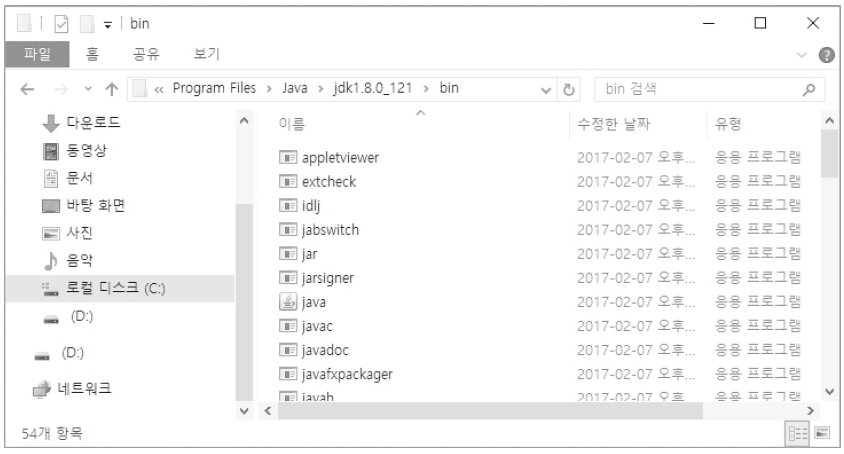 bin
파일 홈 공유 보기
« Program Files > Java > jdk1.8.0_121 > bin
bin 검색
다운로드
동영상
문서
바탕 화면
사진
음악
로컬 디스크 (C:)
(D:)
(D:)
네트워크
이름 수정한 날짜 유형
appletviewer 2017-02-07 오후... 응용 프로그램
extcheck 2017-02-07 오후... 응용 프로그램
idlj 2017-02-07 오후... 응용 프로그램
jabswitch 2017-02-07 오후... 응용 프로그램
jar 2017-02-07 오후... 응용 프로그램
jarsigner 2017-02-07 오후... 응용 프로그램
java 2017-02-07 오후... 응용 프로그램
javac 2017-02-07 오후... 응용 프로그램
javadoc 2017-02-07 오후... 응용 프로그램
javafxpackager 2017-02-07 오후... 응용 프로그램
javah 2017-02-07 오후 응용 프로그램
54개 항목